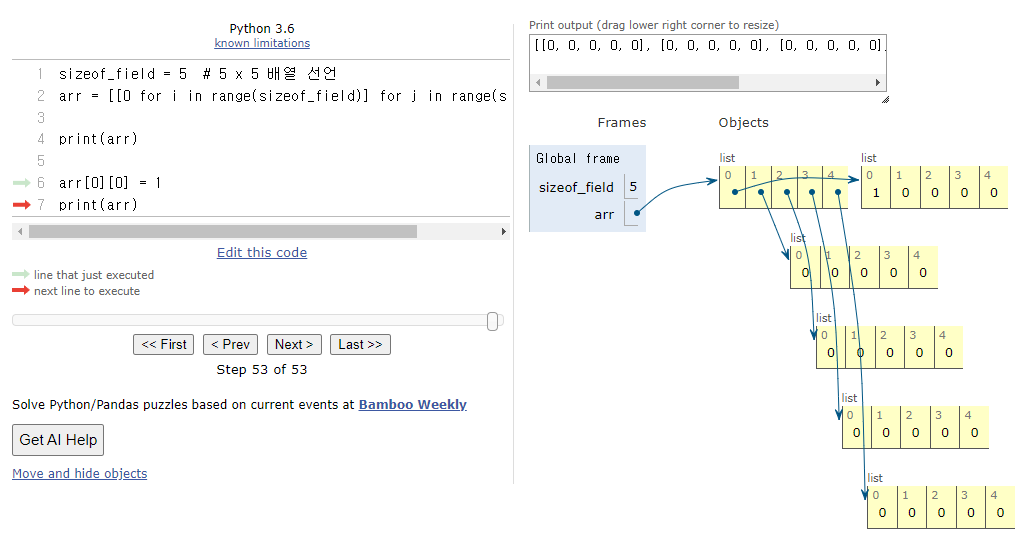 Python 3.6
known limitations
1 sizeof_field = 5  # 5 x 5 배열 선언
2 arr = [[0 for i in range(sizeof_field)] for j in range(s
3
4 print(arr)
5
6 arr[0][0] = 1
7 print(arr)
Edit this code
line that just executed
next line to execute
<< First
< Prev
Next >
Last >>
Step 53 of 53
Solve Python/Pandas puzzles based on current events at Bamboo Weekly
Get AI Help
Move and hide objects
Print output (drag lower right corner to resize)
[[0, 0, 0, 0, 0], [0, 0, 0, 0, 0], [0, 0, 0, 0, 0],
Frames
Objects
Global frame
sizeof_field 5
arr
list
0 1 2 3 4
list
0 1 2 3 4
1 0 0 0 0
list
0 1 2 3 4
0 0 0 0 0
list
0 1 2 3 4
0 0 0 0 0
list
0 1 2 3 4
0 0 0 0 0
list
0 1 2 3 4
0 0 0 0 0